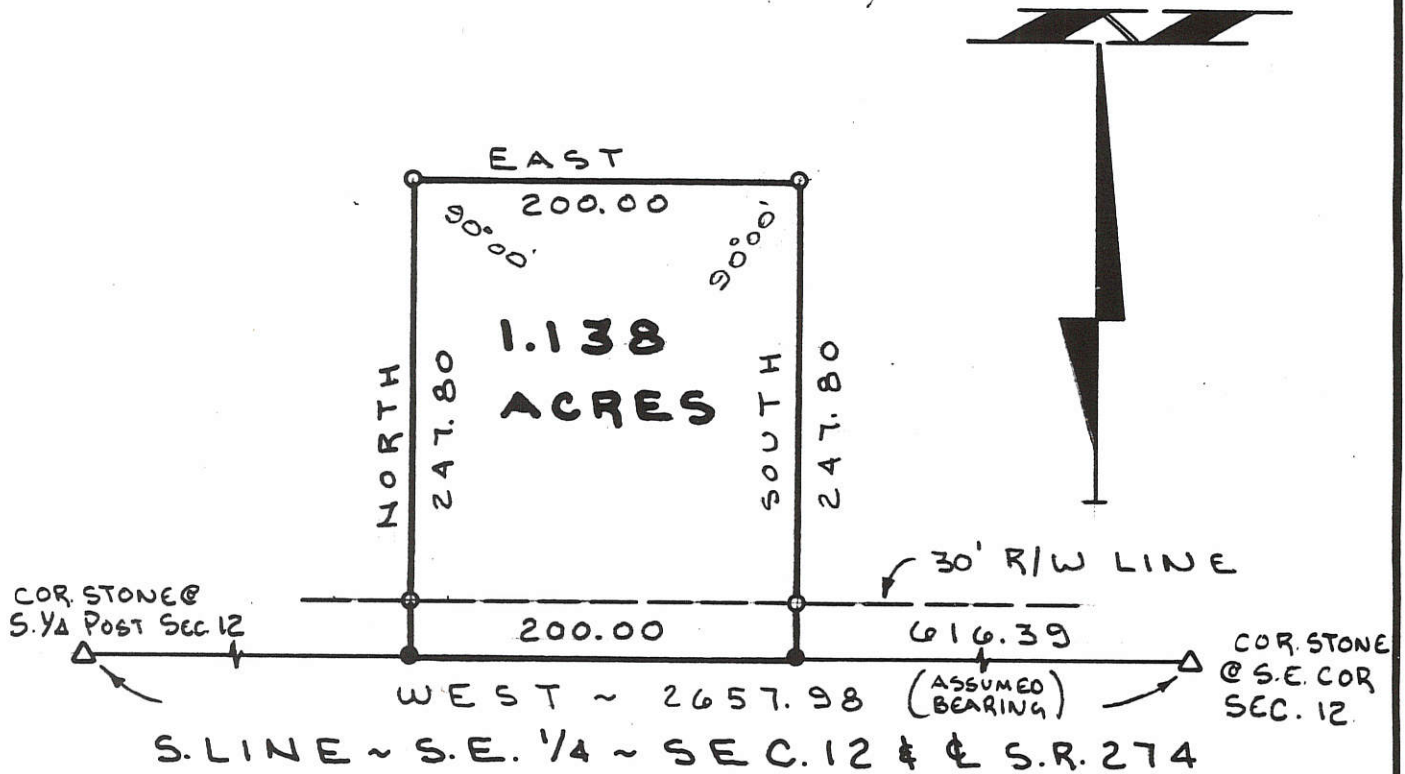 EAST
200.00
90°00'
90°00'
1.138
ACRES
NORTH
247.80
SOUTH
247.80
30' R/W LINE
COR. STONE @
S. 1/4 POST SEC. 12
200.00
616.39
COR. STONE
@ S.E. COR
SEC. 12
WEST ~ 2657.98
(ASSUMED
BEARING)
S. LINE ~ S.E. 1/4 ~ SEC. 12 & ℄ S.R. 274